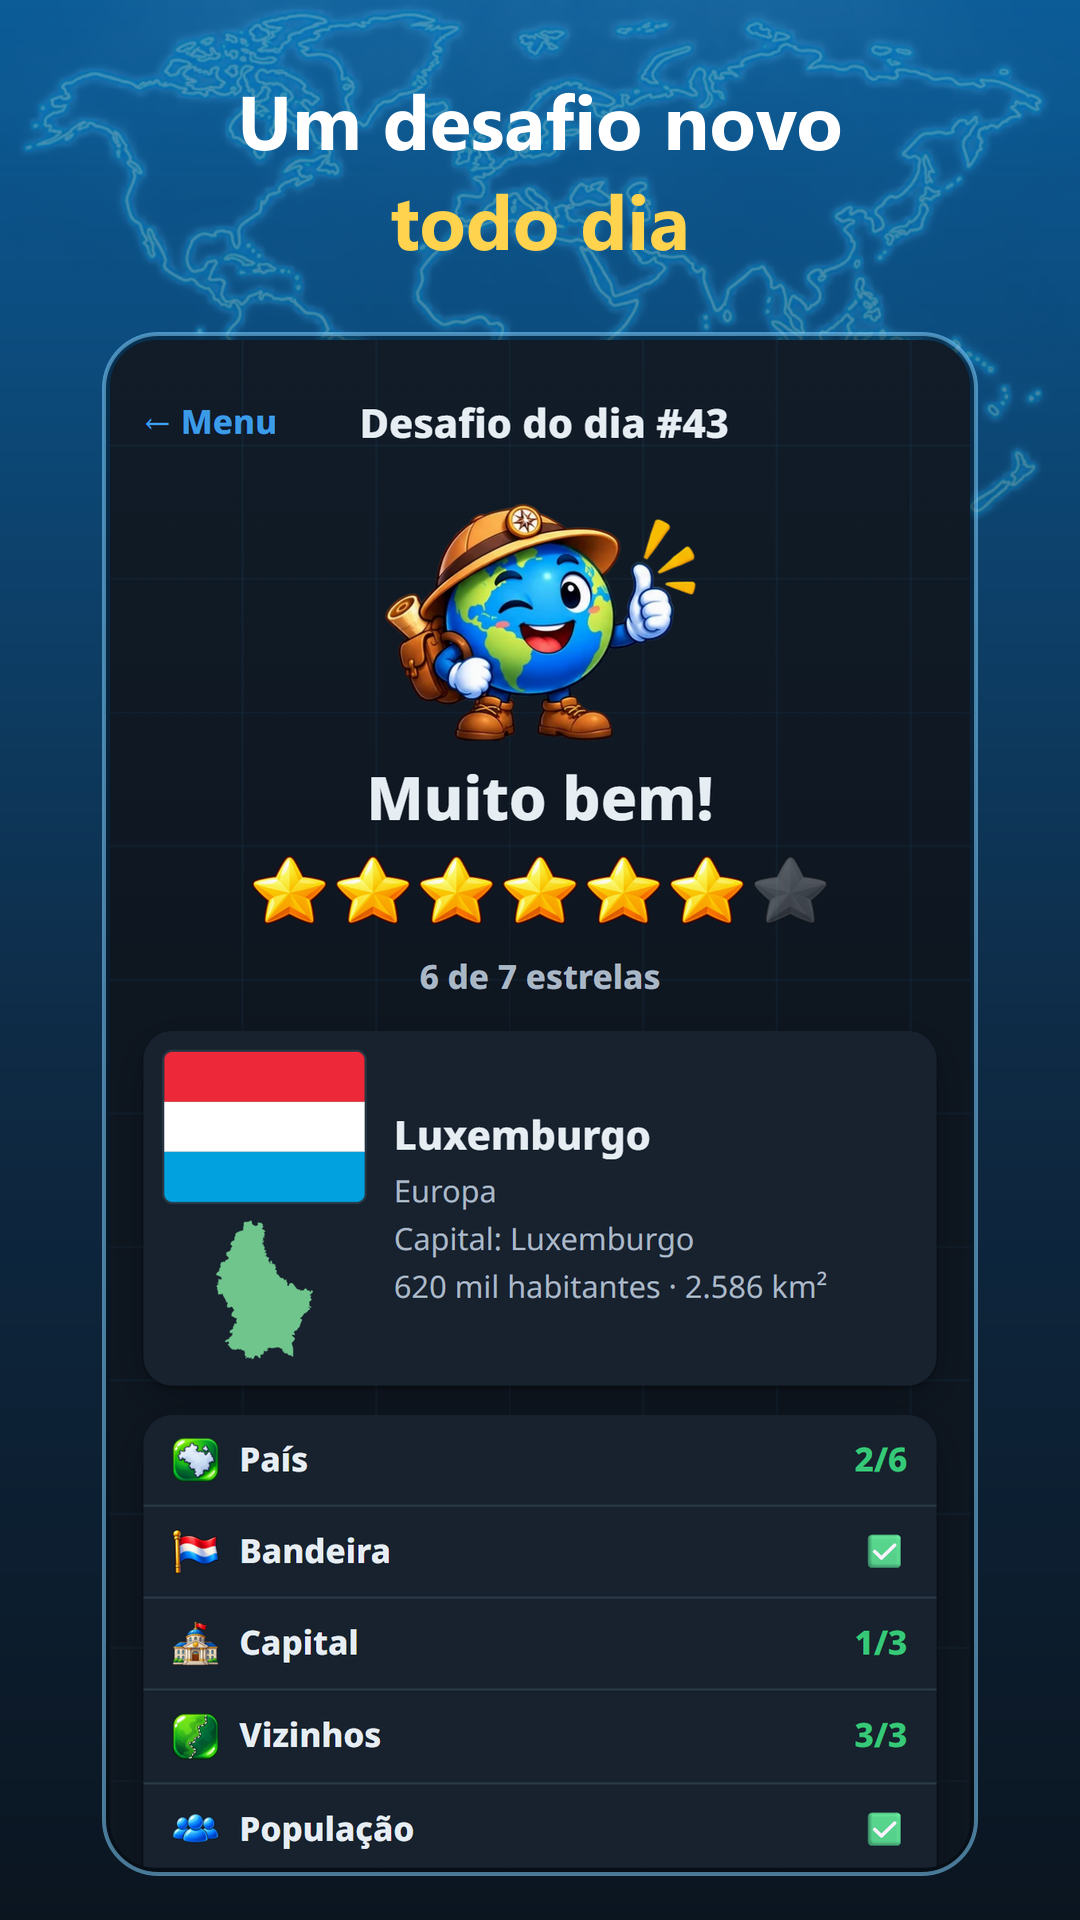 Um desafio novo
todo dia
← Menu
Desafio do dia #43
Muito bem!
6 de 7 estrelas
Luxemburgo
Europa
Capital: Luxemburgo
620 mil habitantes · 2.586 km²
País 2/6
Bandeira
Capital 1/3
Vizinhos 3/3
População